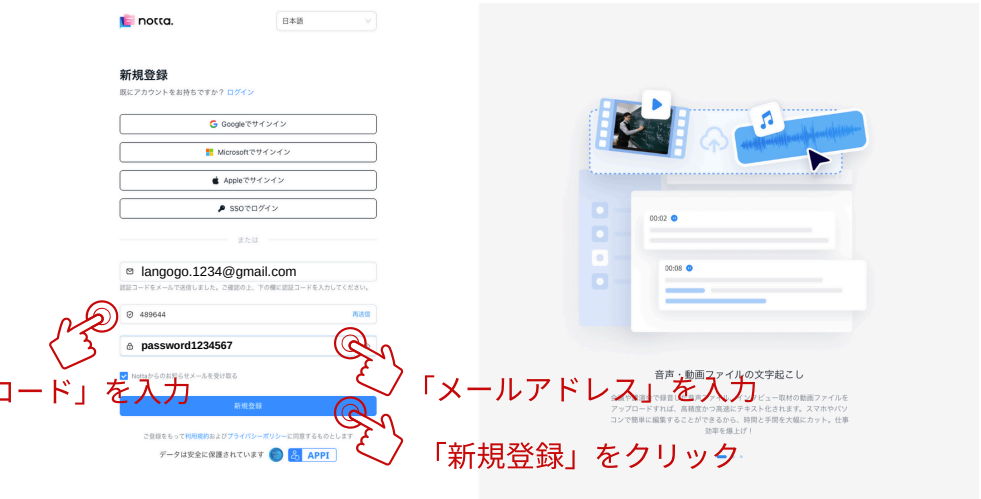 notta.
日本語
新規登録
既にアカウントをお持ちですか？ ログイン
Googleでサインイン
Microsoftでサインイン
Appleでサインイン
SSOでログイン
または
langogo.1234@gmail.com
認証コードをメールで送信しました。ご確認の上、下の欄に認証コードを入力してください。
489644
再送信
password1234567
Nottaからのお知らせメールを受け取る
コード」を入力
新規登録
ご登録をもって利用規約およびプライバシーポリシーに同意するものとします
データは安全に保護されています
APPI
00:02
00:08
音声・動画ファイルの文字起こし
「メールアドレス」を入力
アップロードすれば、高精度かつ高速にテキスト化されます。スマホやパソ
コンで簡単に編集することができるから、時間と手間を大幅にカット。仕事
効率を爆上げ！
「新規登録」をクリック